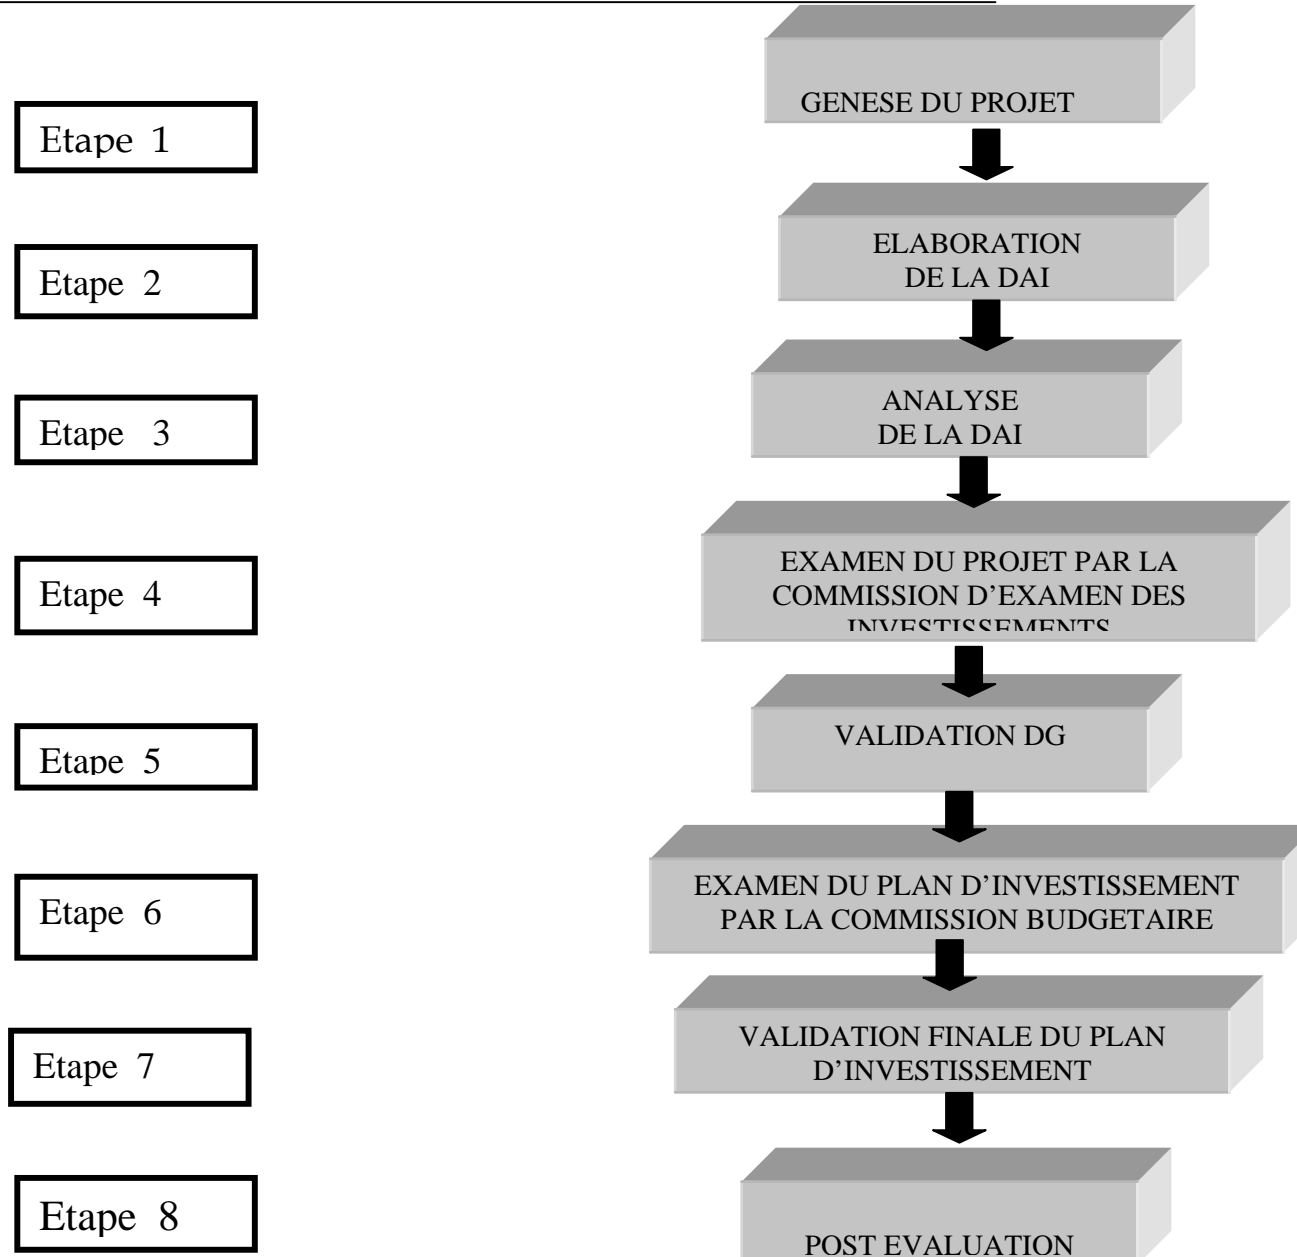 GENESE DU PROJET
Etape 1
ELABORATION
DE LA DAI
Etape 2
ANALYSE
DE LA DAI
Etape 3
EXAMEN DU PROJET PAR LA
COMMISSION D’EXAMEN DES
INVESTISSEMENTS
Etape 4
VALIDATION DG
Etape 5
EXAMEN DU PLAN D’INVESTISSEMENT
PAR LA COMMISSION BUDGETAIRE
Etape 6
VALIDATION FINALE DU PLAN
D’INVESTISSEMENT
Etape 7
Etape 8
POST EVALUATION